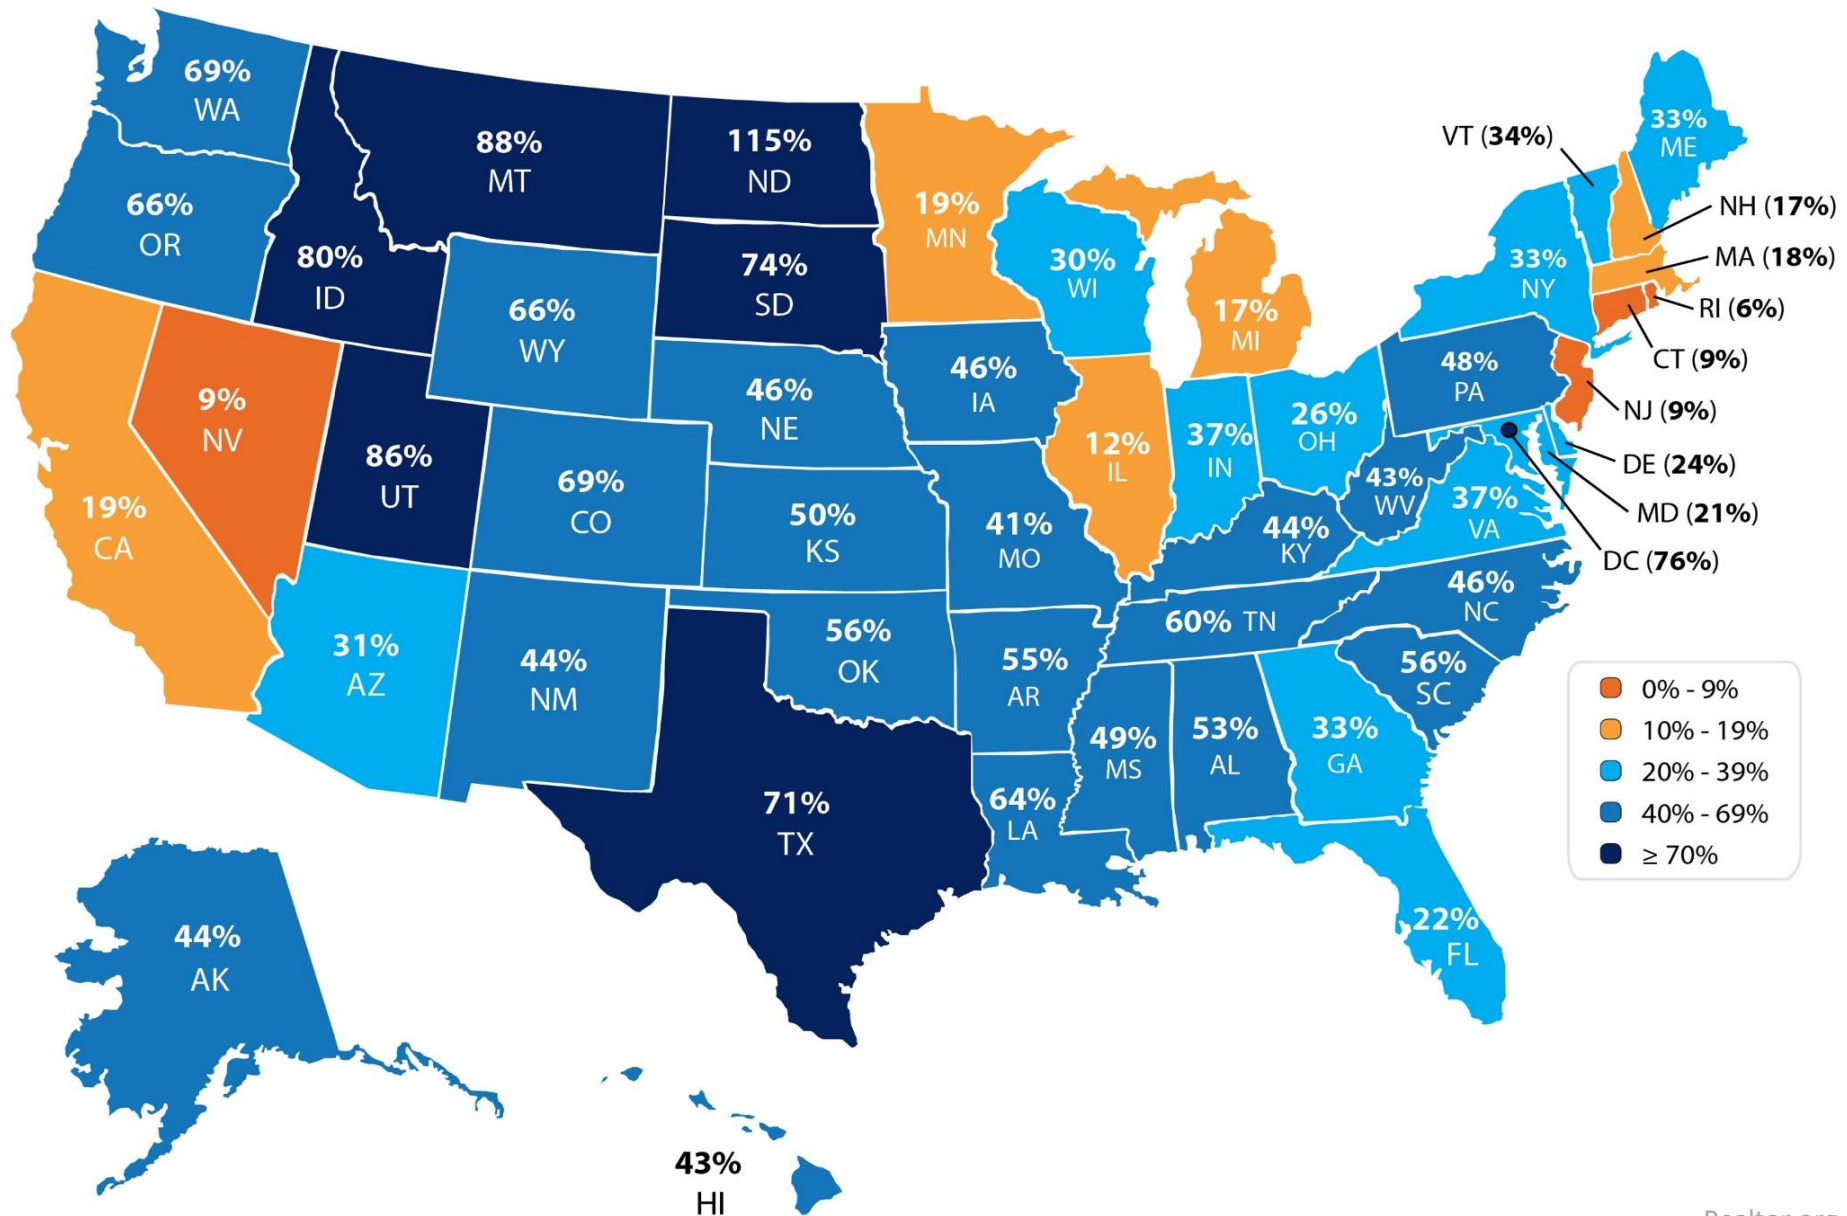 69%
WA
66%
OR
88%
MT
80%
ID
115%
ND
74%
SD
66%
WY
19%
MN
30%
WI
17%
MI
VT (34%)
33%
ME
NH (17%)
MA (18%)
RI (6%)
CT (9%)
NJ (9%)
DE (24%)
MD (21%)
DC (76%)
33%
NY
48%
PA
9%
NV
19%
CA
86%
UT
69%
CO
46%
NE
46%
IA
50%
KS
41%
MO
12%
IL
37%
IN
26%
OH
43%
WV
37%
VA
44%
KY
46%
NC
60% TN
56%
SC
31%
AZ
44%
NM
56%
OK
55%
AR
71%
TX
64%
LA
49%
MS
53%
AL
33%
GA
22%
FL
0% - 9%
10% - 19%
20% - 39%
40% - 69%
≥ 70%
44%
AK
43%
HI
Realtor.org